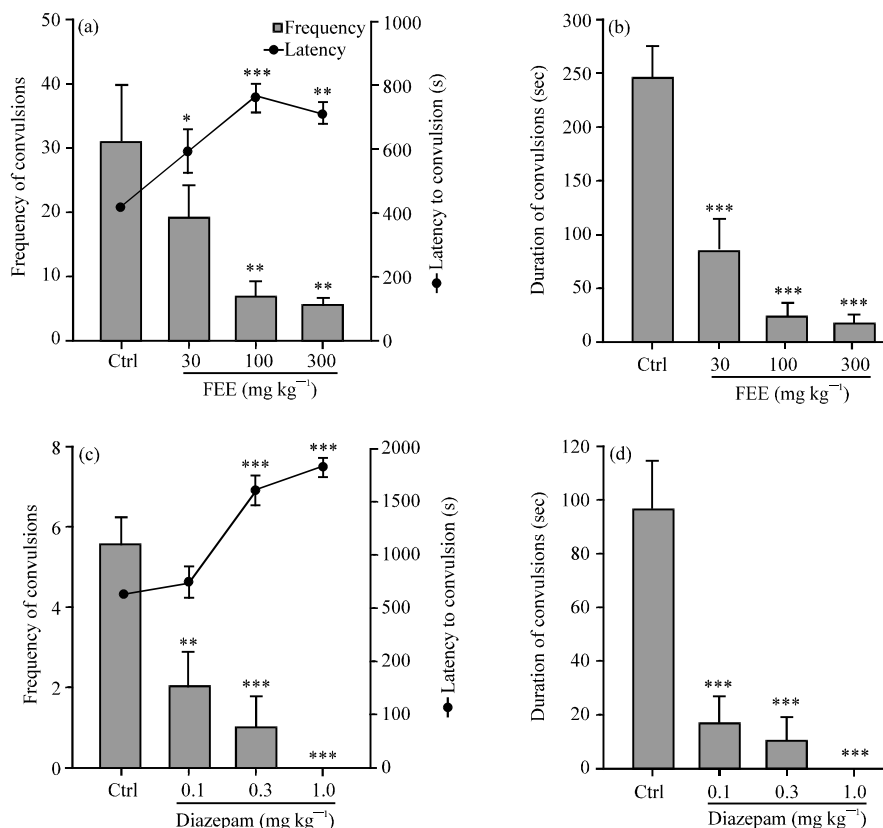 (a)
Frequency
Latency
Frequency of convulsions
50
40
30
20
10
0
*
***
**
**
**
1000
800
600
400
200
0
Latency to convulsion (s)
Ctrl 30 100 300
FEE (mg kg⁻¹)
(b)
Duration of convulsions (sec)
300
250
200
150
100
50
0
***
***
***
Ctrl 30 100 300
FEE (mg kg⁻¹)
(c)
Frequency of convulsions
8
6
4
2
0
***
***
**
***
***
2000
1500
1000
500
200
100
0
Latency to convulsion (s)
Ctrl 0.1 0.3 1.0
Diazepam (mg kg⁻¹)
(d)
Duration of convulsions (sec)
120
100
80
60
40
20
0
***
***
***
Ctrl 0.1 0.3 1.0
Diazepam (mg kg⁻¹)